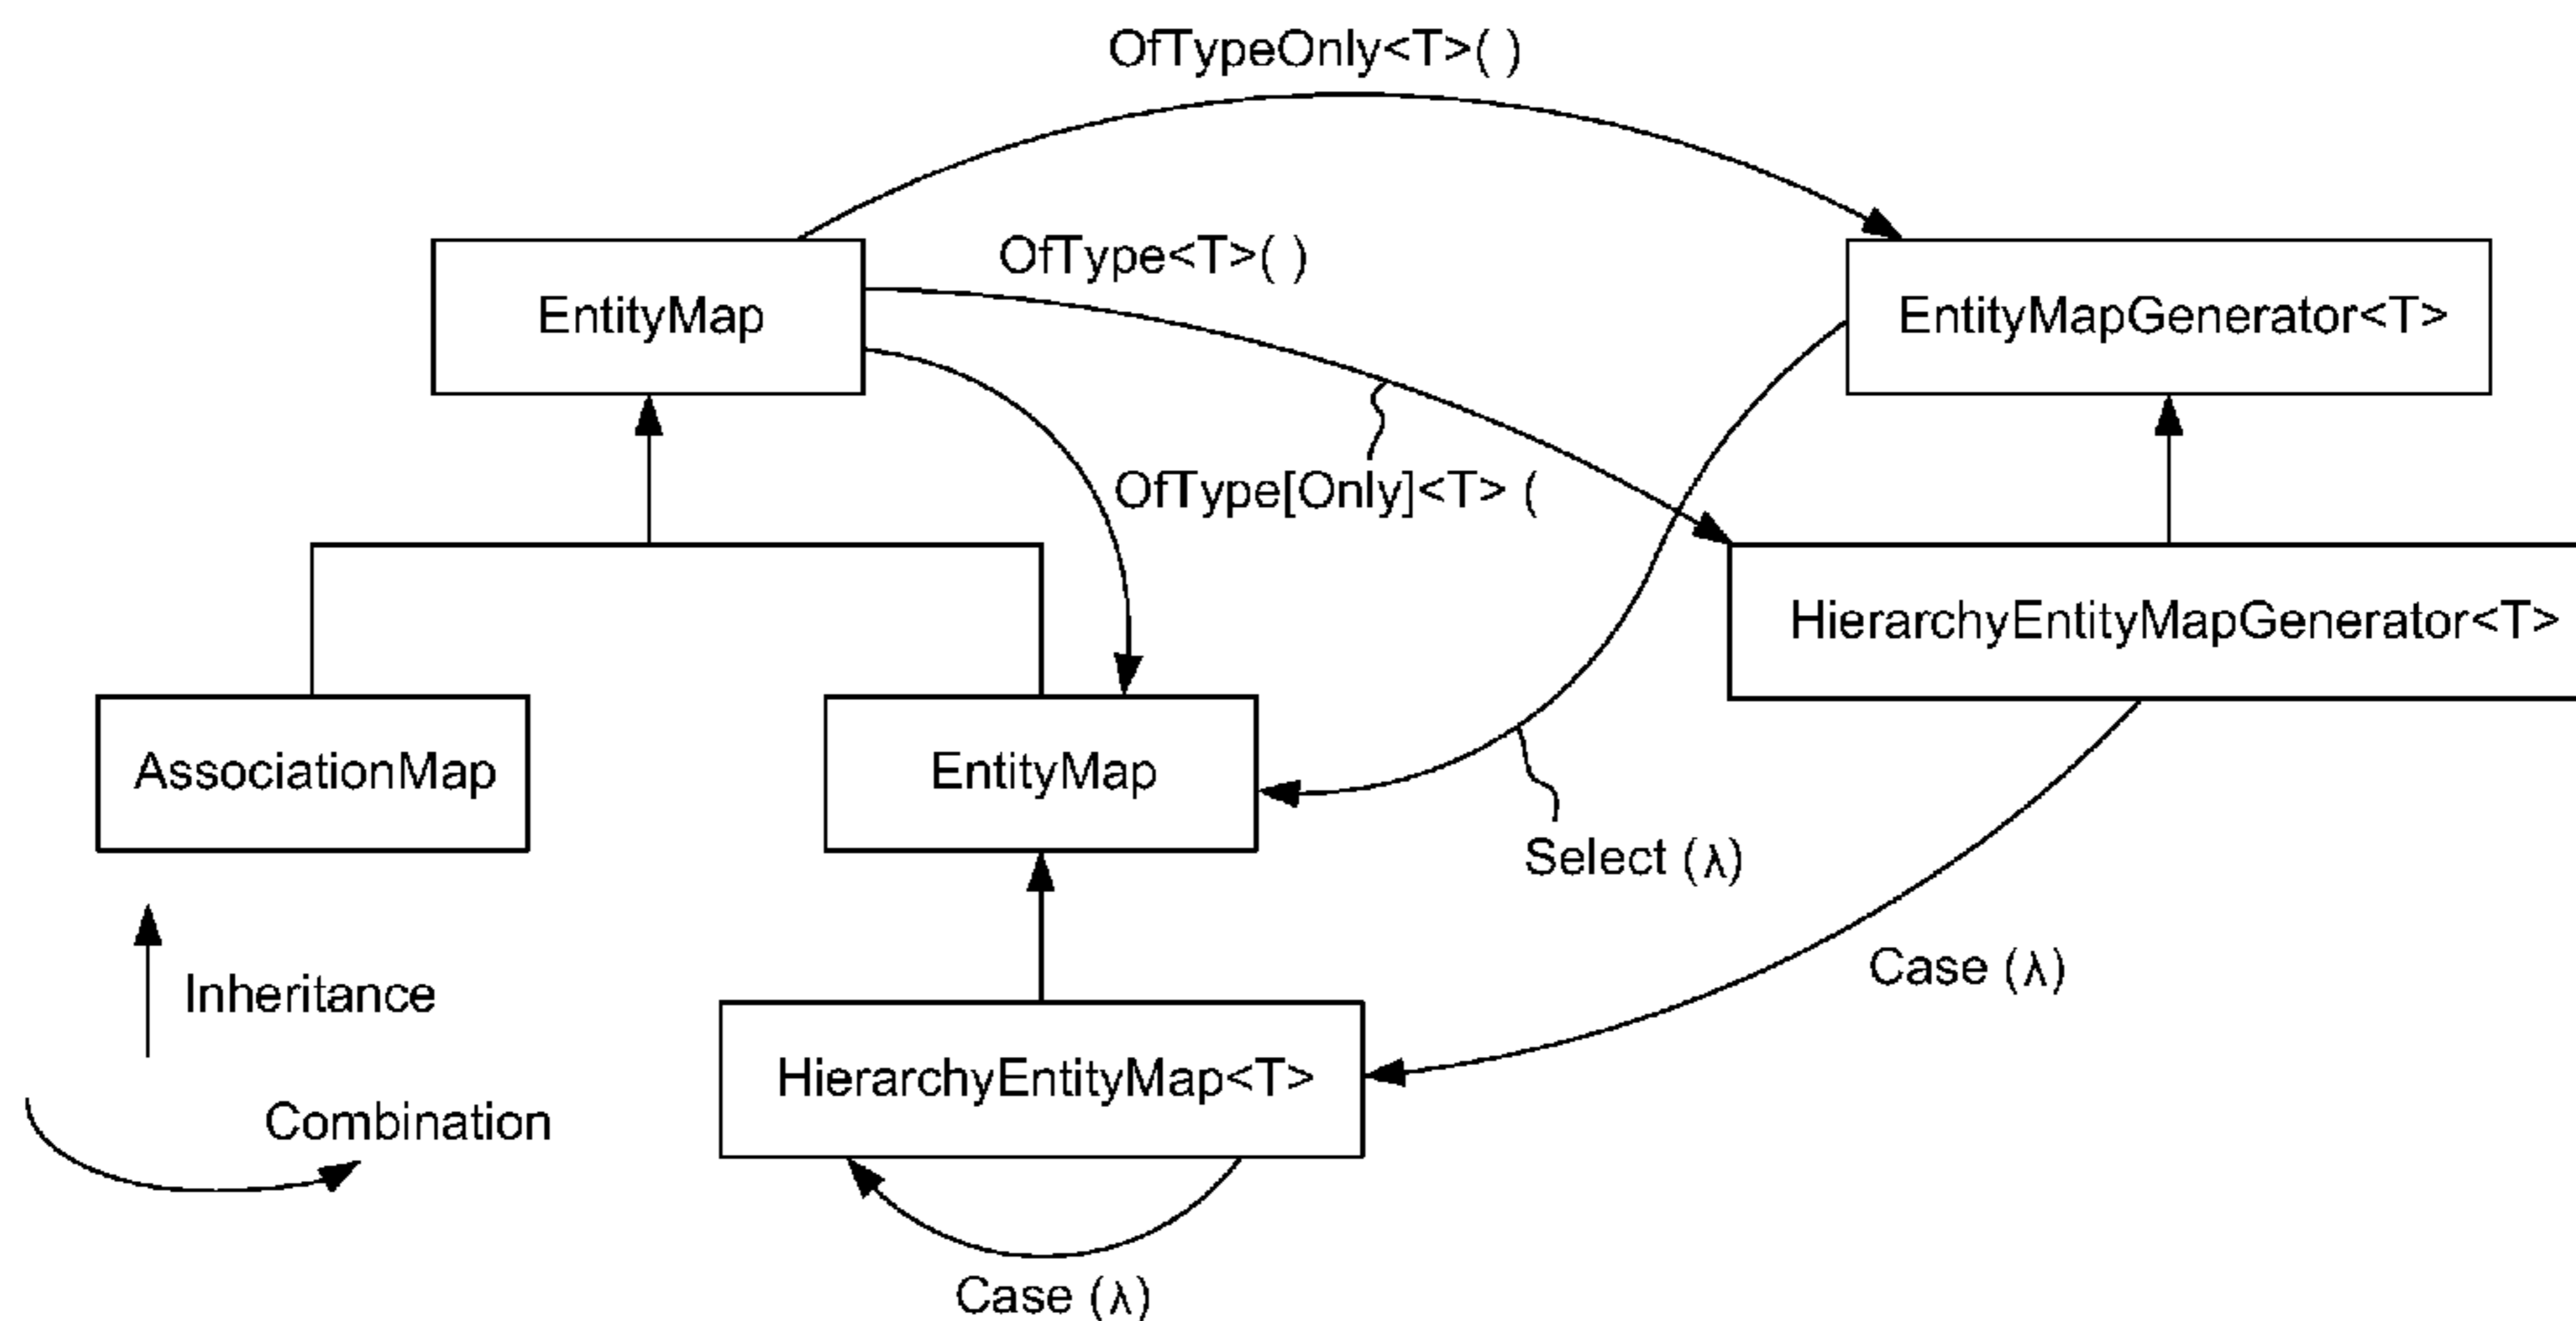 OfTypeOnly<T>( )
OfType<T>( )
EntityMap
EntityMapGenerator<T>
OfType[Only]<T> (
HierarchyEntityMapGenerator<T>
AssociationMap
EntityMap
Select (λ)
Case (λ)
Inheritance
HierarchyEntityMap<T>
Combination
Case (λ)